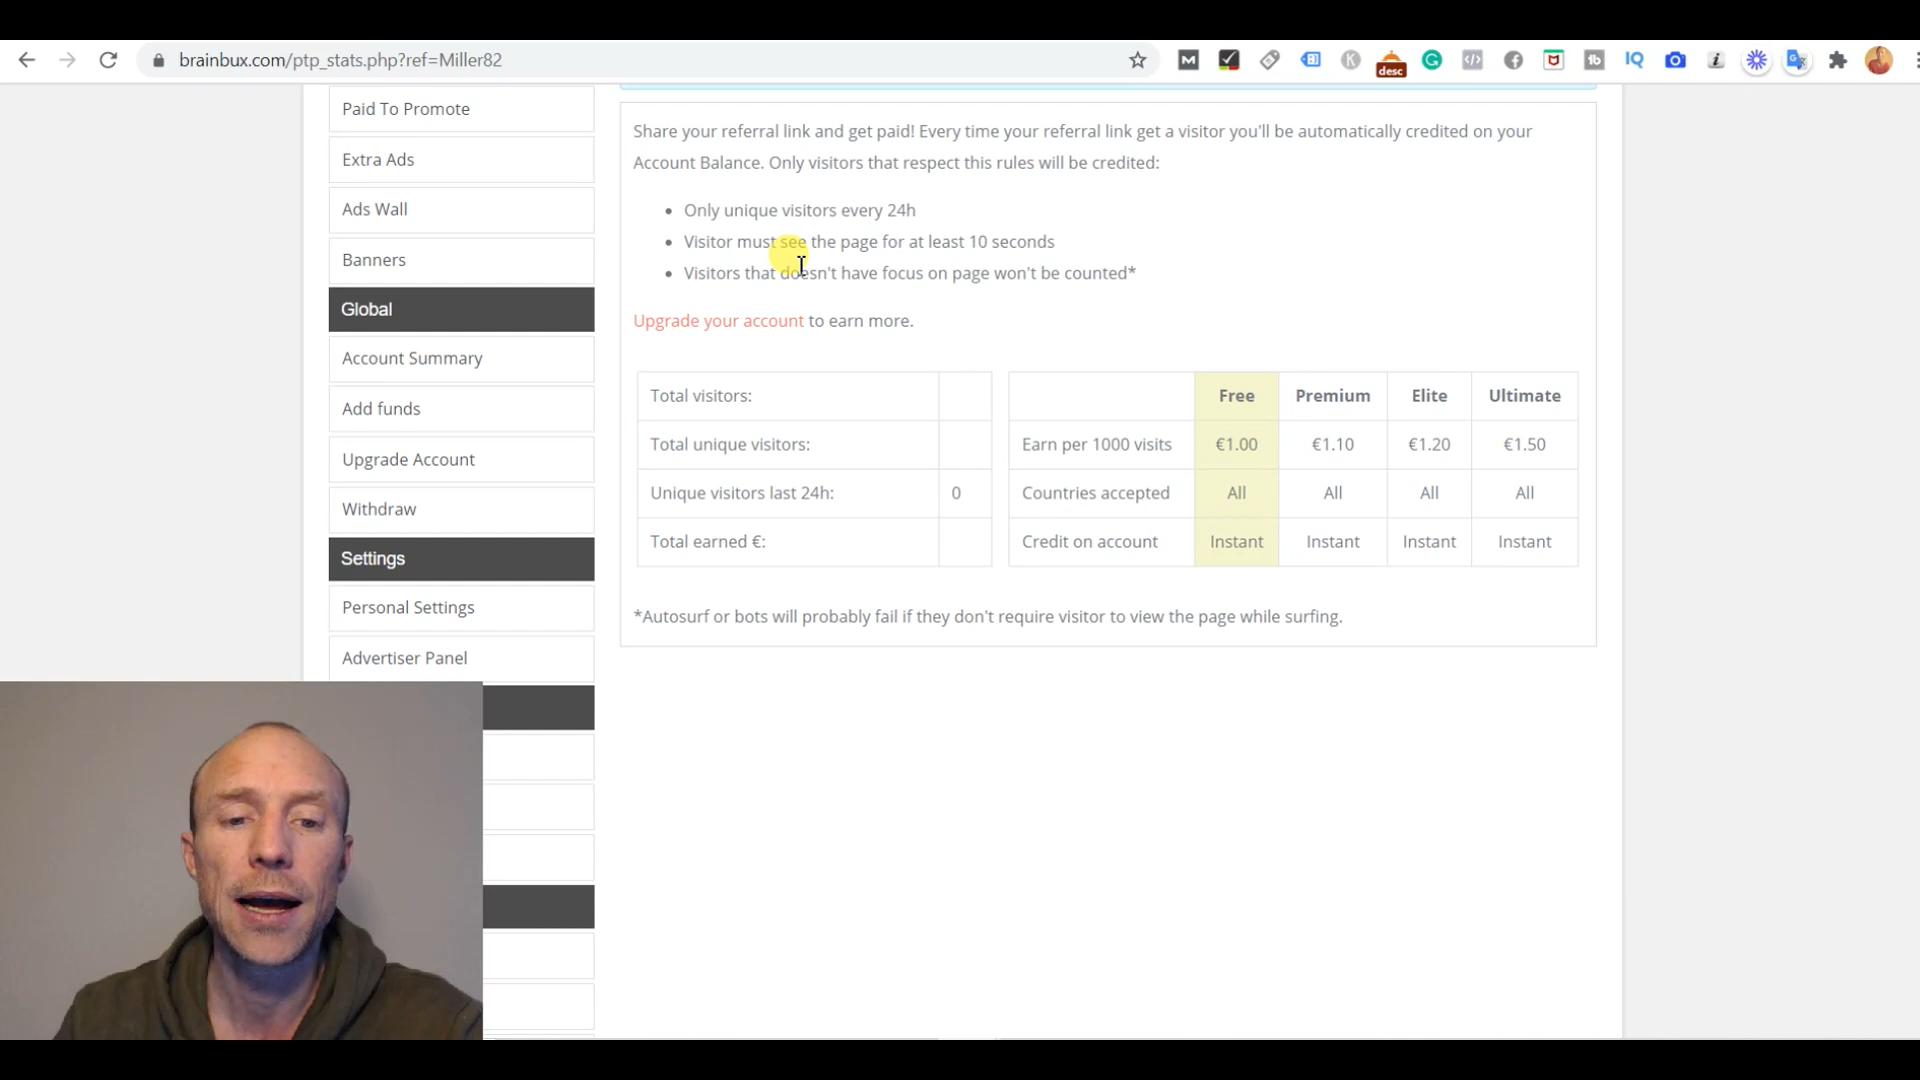 brainbux.com/ptp_stats.php?ref=Miller82
desc
Paid To Promote
Extra Ads
Ads Wall
Banners
Global
Account Summary
Add funds
Upgrade Account
Withdraw
Settings
Personal Settings
Advertiser Panel
Share your referral link and get paid! Every time your referral link get a visitor you'll be automatically credited on your
Account Balance. Only visitors that respect this rules will be credited:
Only unique visitors every 24h
Visitor must see the page for at least 10 seconds
Visitors that doesn't have focus on page won't be counted*
Upgrade your account to earn more.
Total visitors:
Total unique visitors:
Unique visitors last 24h: 0
Total earned €:
Free Premium Elite Ultimate
Earn per 1000 visits €1.00 €1.10 €1.20 €1.50
Countries accepted All All All All
Credit on account Instant Instant Instant Instant
*Autosurf or bots will probably fail if they don't require visitor to view the page while surfing.